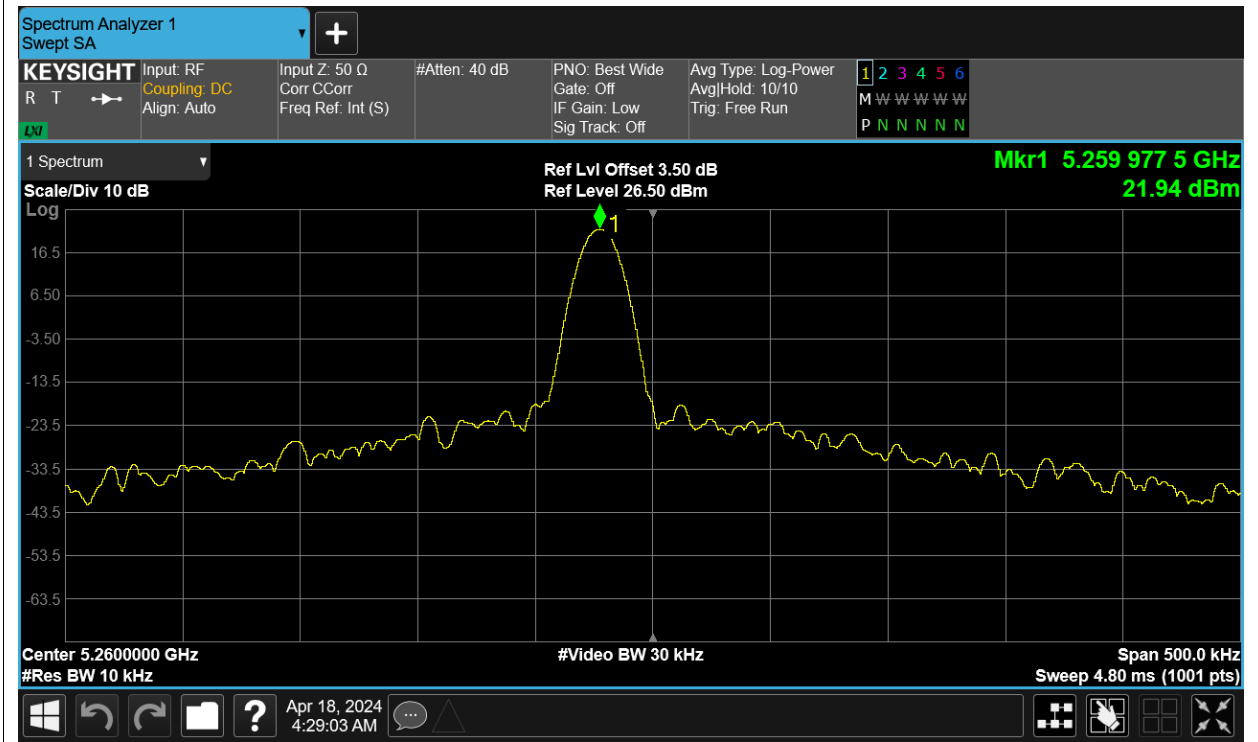 Spectrum Analyzer 1
Swept SA
+
KEYSIGHT
R T
LXI
Input: RF
Coupling: DC
Align: Auto
Input Z: 50 Ω
Corr CCorr
Freq Ref: Int (S)
#Atten: 40 dB
PNO: Best Wide
Gate: Off
IF Gain: Low
Sig Track: Off
Avg Type: Log-Power
Avg|Hold: 10/10
Trig: Free Run
1 2 3 4 5 6
M W W W W W
P N N N N N
1 Spectrum
Scale/Div 10 dB
Ref Lvl Offset 3.50 dB
Ref Level 26.50 dBm
Mkr1 5.259 977 5 GHz
21.94 dBm
Log
1
16.5
6.50
-3.50
-13.5
-23.5
-33.5
-43.5
-53.5
-63.5
Center 5.2600000 GHz
#Res BW 10 kHz
#Video BW 30 kHz
Span 500.0 kHz
Sweep 4.80 ms (1001 pts)
?
Apr 18, 2024
4:29:03 AM